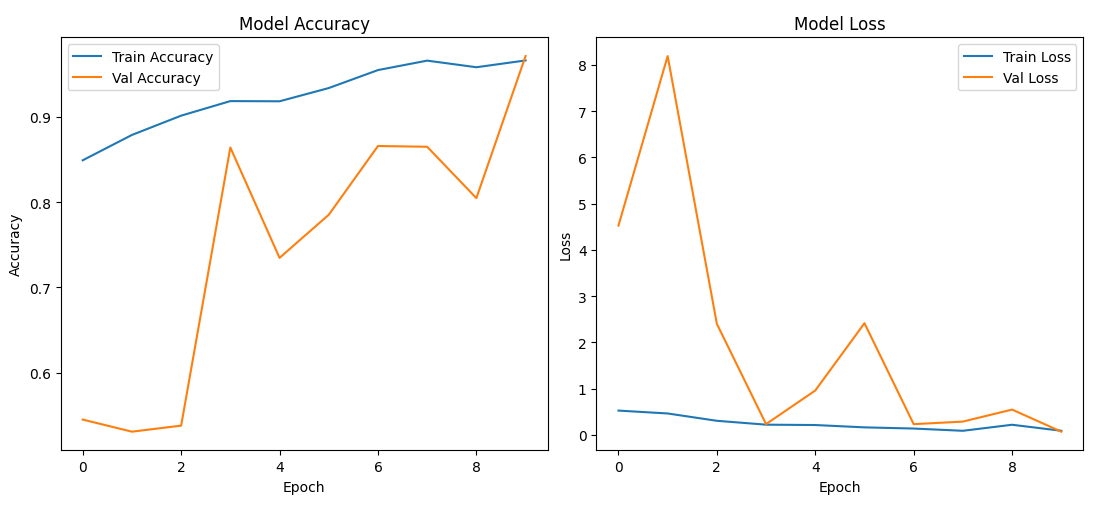 Model Accuracy
Train Accuracy
Val Accuracy
Accuracy
0.9
0.8
0.7
0.6
0 2 4 6 8
Epoch
Model Loss
Train Loss
Val Loss
Loss
8
7
6
5
4
3
2
1
0
0 2 4 6 8
Epoch